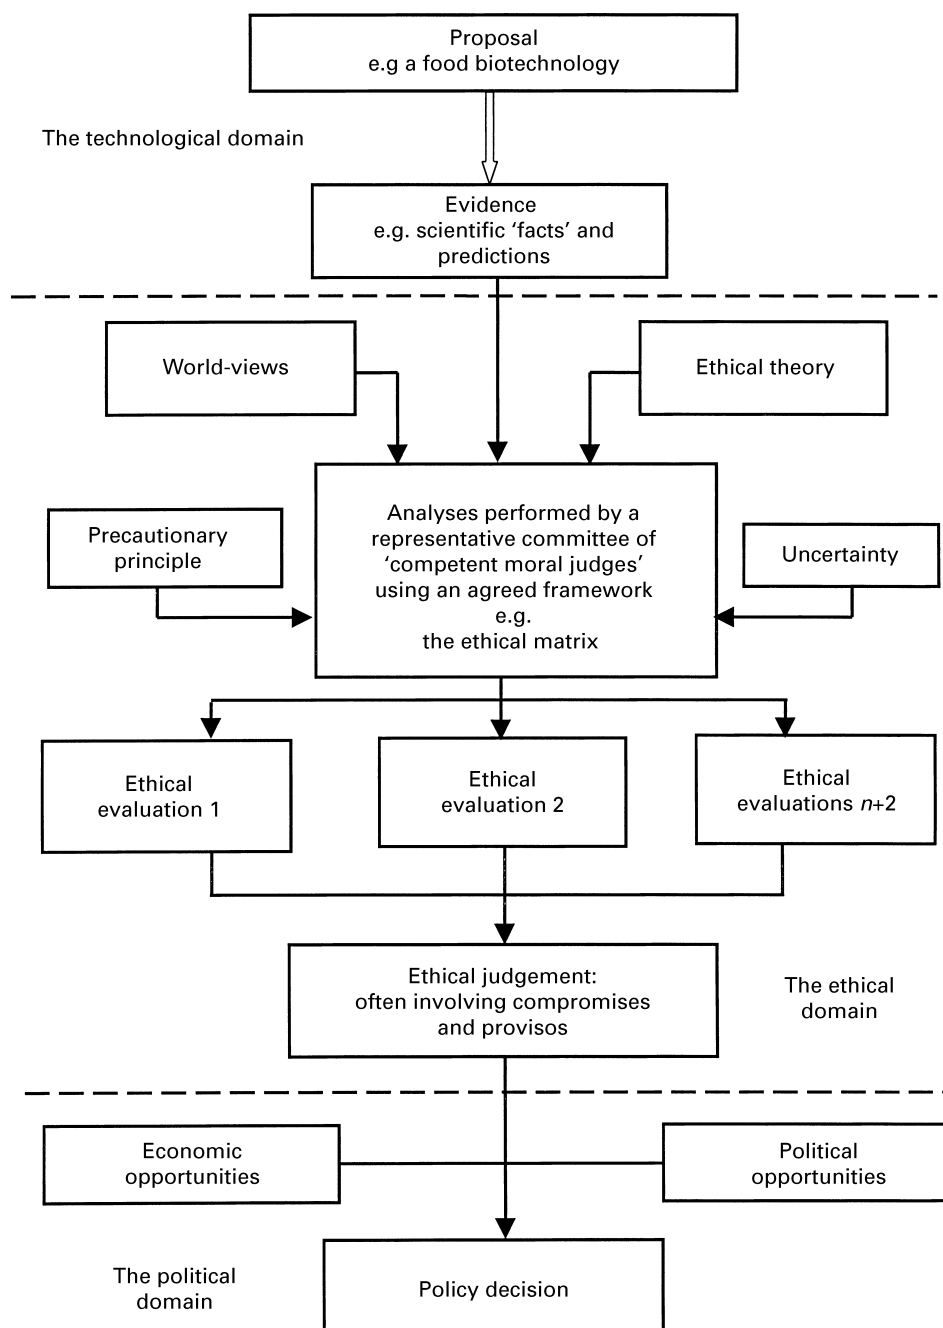 Proposal
e.g a food biotechnology
The technological domain
Evidence
e.g. scientific ‘facts’ and
predictions
World-views
Ethical theory
Analyses performed by a
representative committee of
‘competent moral judges’
using an agreed framework
e.g.
the ethical matrix
Precautionary
principle
Uncertainty
Ethical
evaluation 1
Ethical
evaluation 2
Ethical
evaluations n+2
Ethical judgement:
often involving compromises
and provisos
The ethical
domain
Economic
opportunities
Political
opportunities
The political
domain
Policy decision